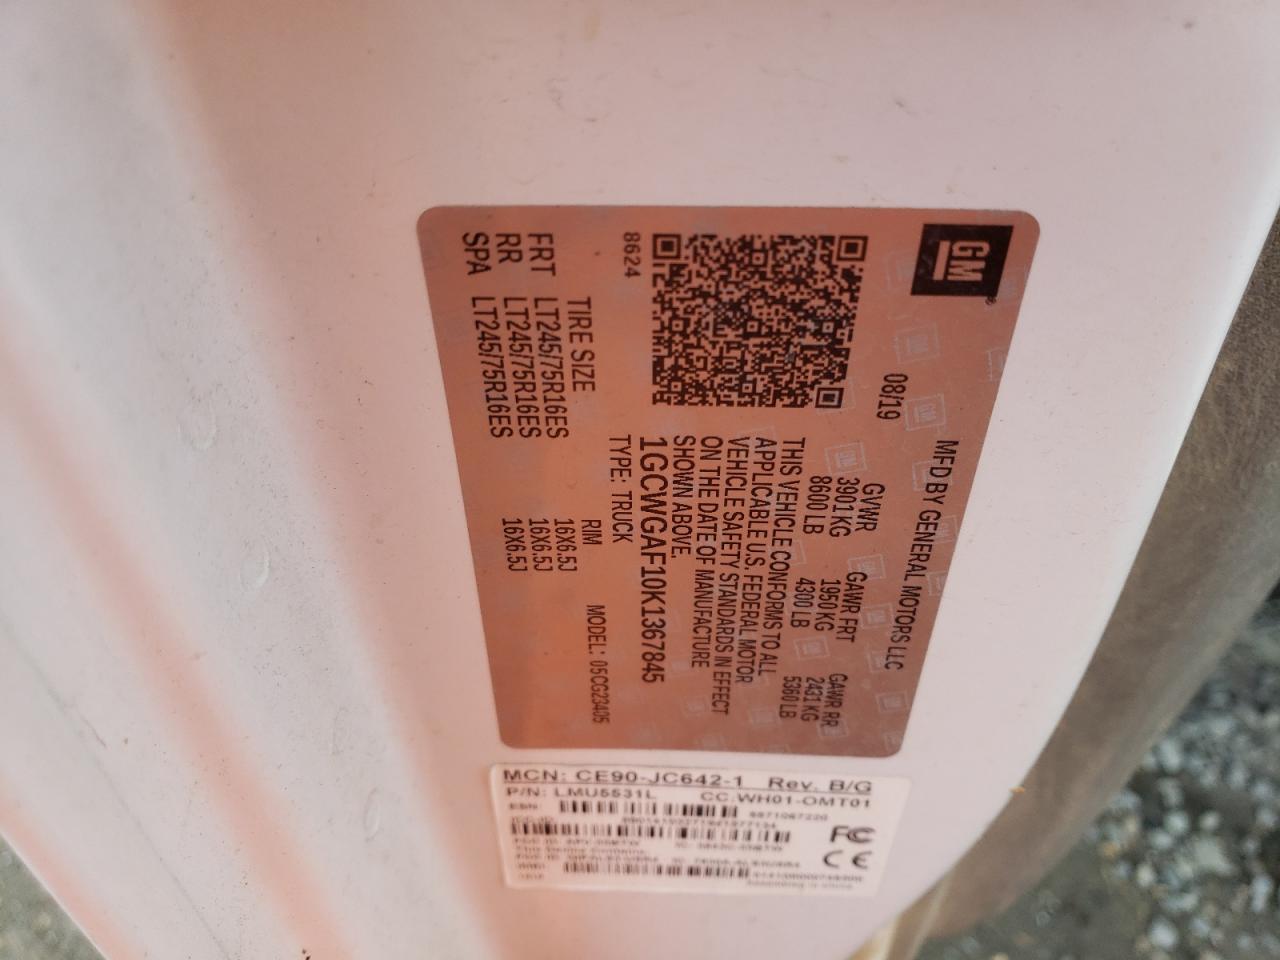 GM
MFD BY GENERAL MOTORS LLC
08/19
GVWR GAWR FRT GAWR RR
3901 KG 1950 KG 2431 KG
8600 LB 4300 LB 5360 LB
THIS VEHICLE CONFORMS TO ALL
APPLICABLE U.S. FEDERAL MOTOR
VEHICLE SAFETY STANDARDS IN EFFECT
ON THE DATE OF MANUFACTURE
SHOWN ABOVE.
1GCWGAF10K1367845
8624
TYPE: TRUCK MODEL: 05CG23405
TIRE SIZE RIM
FRT LT245/75R16ES 16X6.5J
RR LT245/75R16ES 16X6.5J
SPA LT245/75R16ES 16X6.5J
MCN: CE90-JC642-1 Rev. B/G
P/N: LMU5531L CC:WH01-OMT01
ESN:
FC
CE